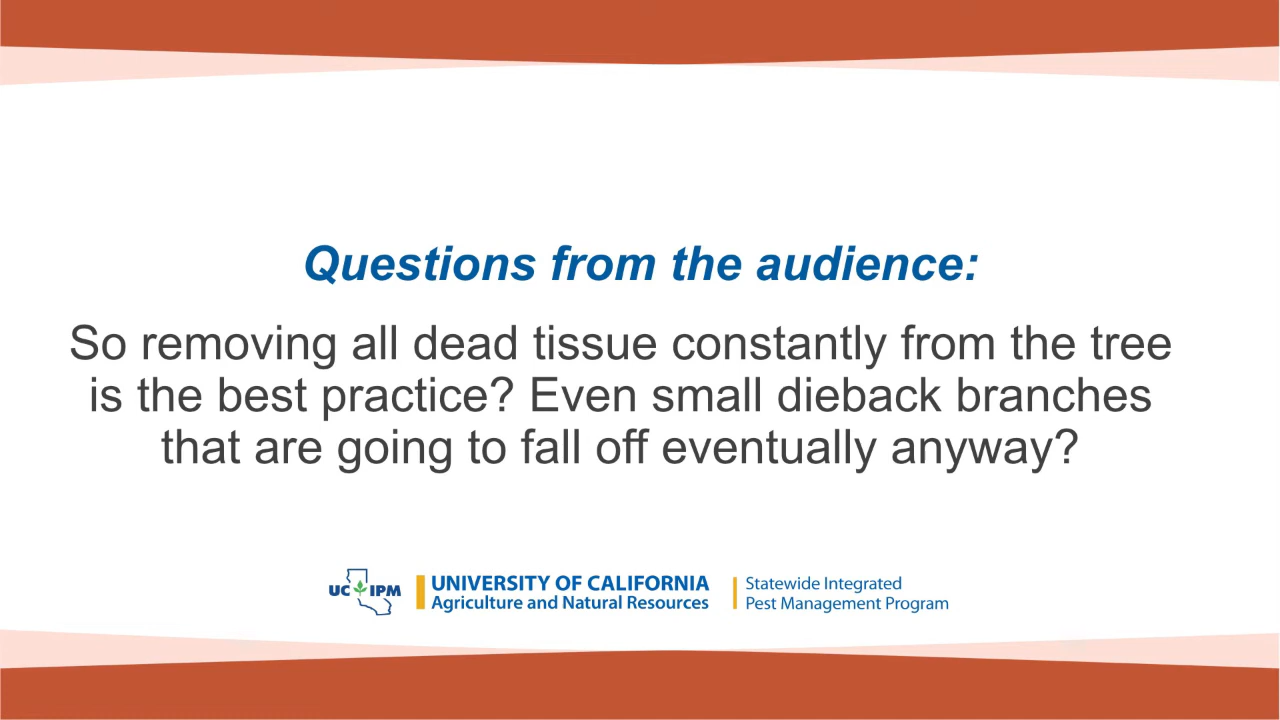 Questions from the audience:
So removing all dead tissue constantly from the tree
is the best practice? Even small dieback branches
that are going to fall off eventually anyway?
UC IPM
UNIVERSITY OF CALIFORNIA
Agriculture and Natural Resources
Statewide Integrated
Pest Management Program